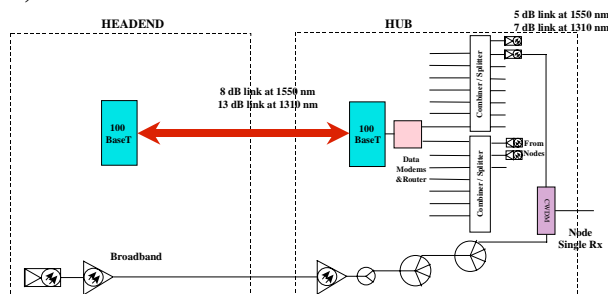 HEADEND
HUB
5 dB link at 1550 nm
7 dB link at 1310 nm
8 dB link at 1550 nm
13 dB link at 1310 nm
100
BaseT
100
BaseT
Data
Modems
&Router
Combiner / Splitter
Combiner / Splitter
From
Nodes
CWDM
Node
Single Rx
Broadband